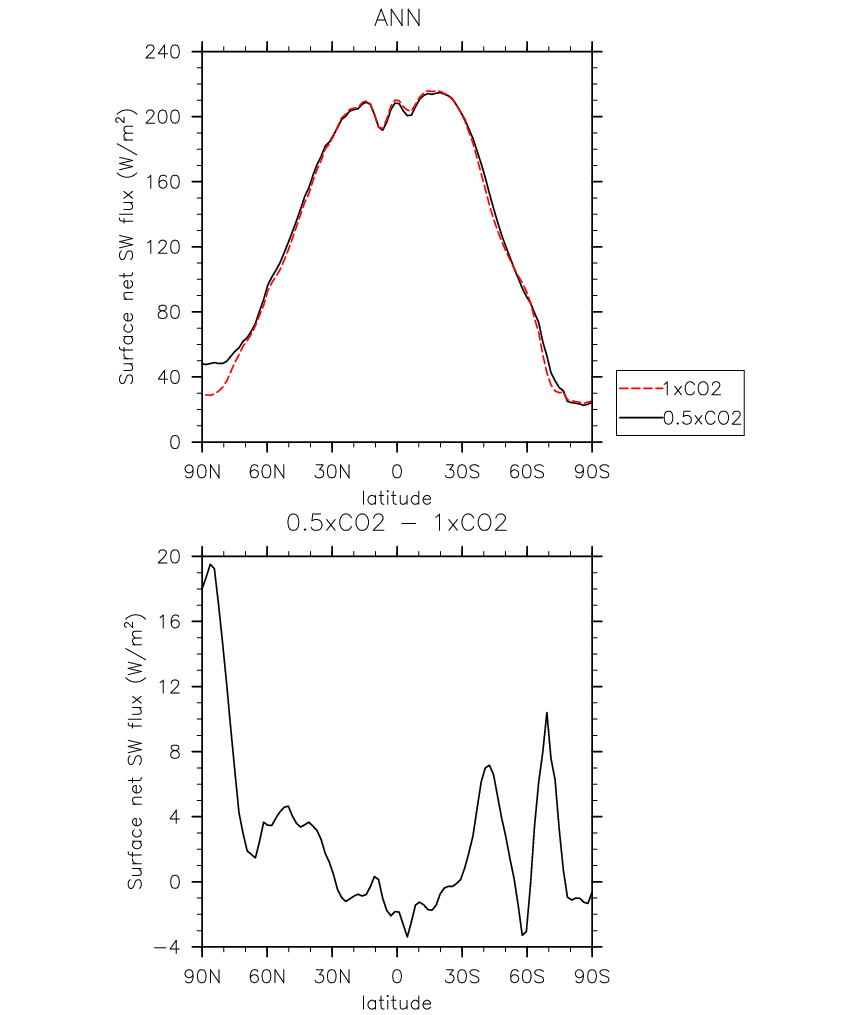 ANN
Surface net SW flux (W/m²)
240
200
160
120
80
40
0
90N 60N 30N 0 30S 60S 90S
latitude
1xCO2
0.5xCO2
0.5xCO2 − 1xCO2
Surface net SW flux (W/m²)
20
16
12
8
4
0
−4
90N 60N 30N 0 30S 60S 90S
latitude